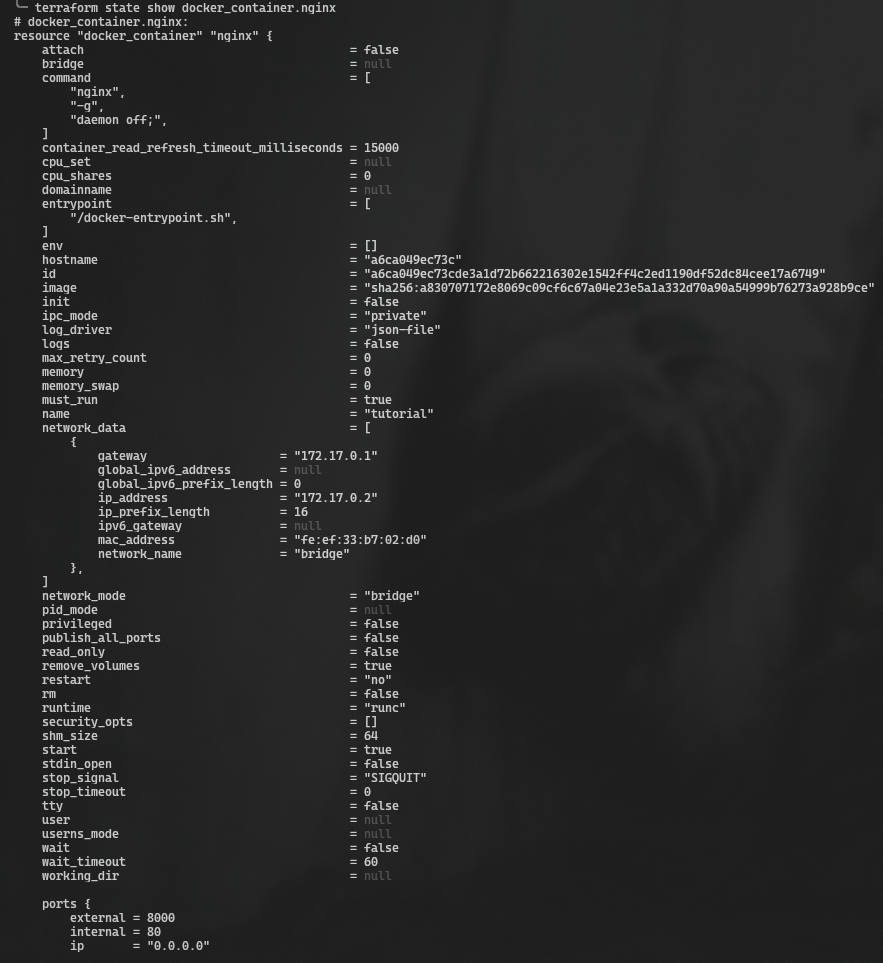 terraform state show docker_container.nginx
# docker_container.nginx:
resource "docker_container" "nginx" {
    attach                                      = false
    bridge                                      = null
    command                                     = [
        "nginx",
        "-g",
        "daemon off;",
    ]
    container_read_refresh_timeout_milliseconds = 15000
    cpu_set                                     = null
    cpu_shares                                  = 0
    domainname                                  = null
    entrypoint                                  = [
        "/docker-entrypoint.sh",
    ]
    env                                         = []
    hostname                                    = "a6ca049ec73c"
    id                                          = "a6ca049ec73cde3a1d72b662216302e1542ff4c2ed1190df52dc84cee17a6749"
    image                                       = "sha256:a830707172e8069c09cf6c67a04e23e5a1a332d70a90a54999b76273a928b9ce"
    init                                        = false
    ipc_mode                                    = "private"
    log_driver                                  = "json-file"
    logs                                        = false
    max_retry_count                             = 0
    memory                                      = 0
    memory_swap                                 = 0
    must_run                                    = true
    name                                        = "tutorial"
    network_data                                = [
        {
            gateway                   = "172.17.0.1"
            global_ipv6_address       = null
            global_ipv6_prefix_length = 0
            ip_address                = "172.17.0.2"
            ip_prefix_length          = 16
            ipv6_gateway              = null
            mac_address               = "fe:ef:33:b7:02:d0"
            network_name              = "bridge"
        },
    ]
    network_mode                                = "bridge"
    pid_mode                                    = null
    privileged                                  = false
    publish_all_ports                           = false
    read_only                                   = false
    remove_volumes                              = true
    restart                                     = "no"
    rm                                          = false
    runtime                                     = "runc"
    security_opts                               = []
    shm_size                                    = 64
    start                                       = true
    stdin_open                                  = false
    stop_signal                                 = "SIGQUIT"
    stop_timeout                                = 0
    tty                                         = false
    user                                        = null
    userns_mode                                 = null
    wait                                        = false
    wait_timeout                                = 60
    working_dir                                 = null

    ports {
        external = 8000
        internal = 80
        ip       = "0.0.0.0"